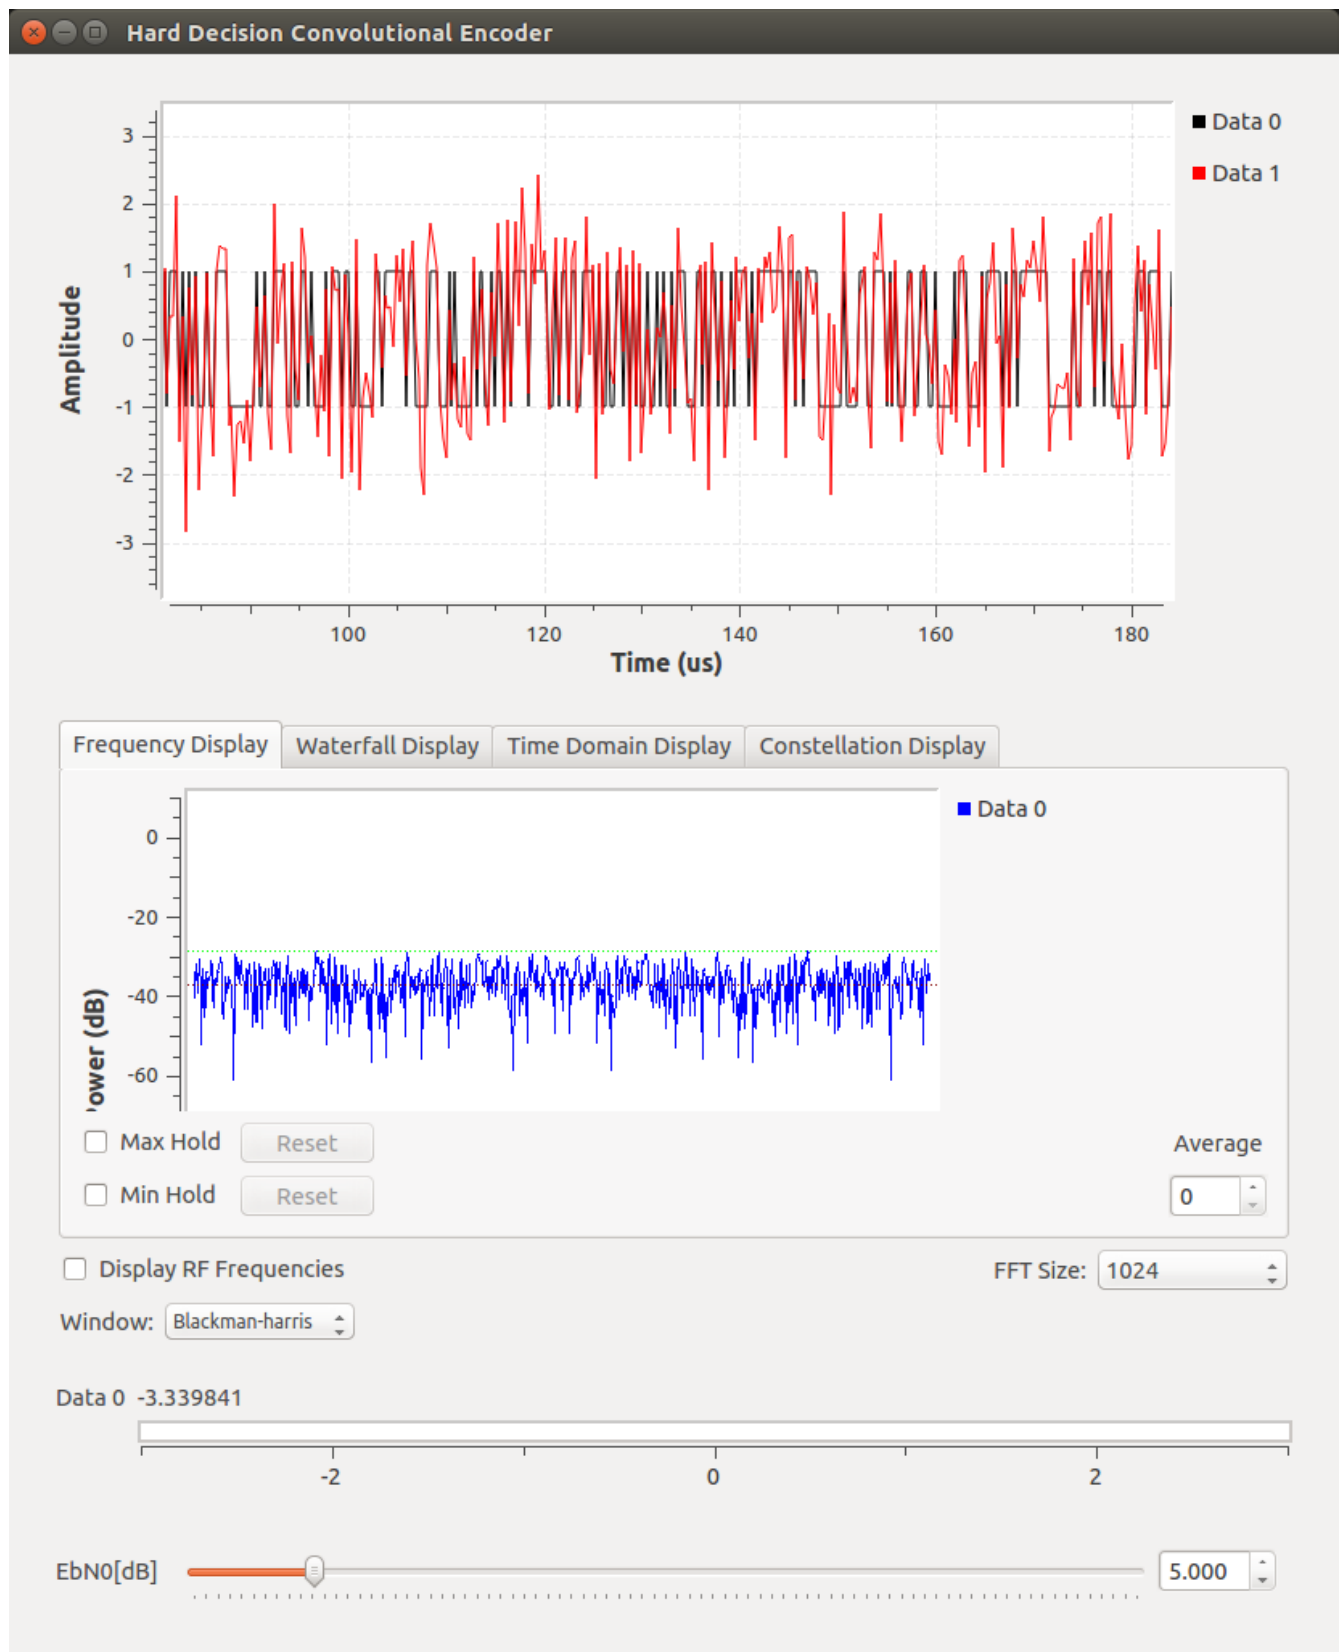 Hard Decision Convolutional Encoder
Data 0
Data 1
3
2
1
0
-1
-2
-3
Amplitude
100 120 140 160 180
Time (us)
Frequency Display Waterfall Display Time Domain Display Constellation Display
Data 0
0
-20
-40
-60
Power (dB)
Max Hold Reset Average
Min Hold Reset 0
Display RF Frequencies FFT Size: 1024
Window: Blackman-harris
Data 0 -3.339841
-2 0 2
EbN0[dB] 5.000